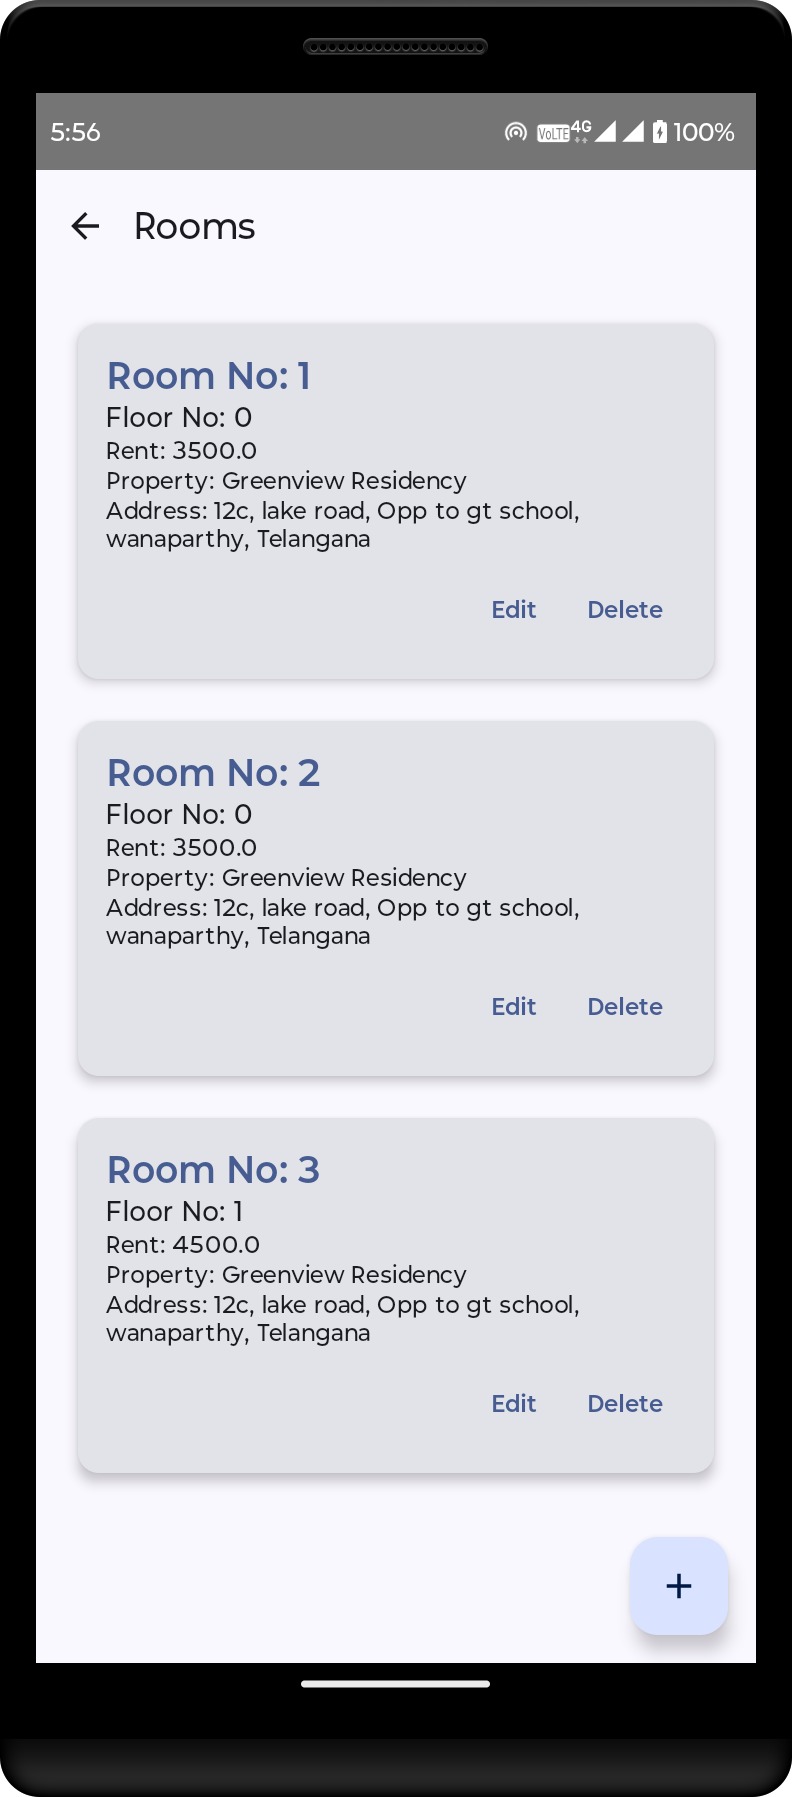 5:56
VoLTE 4G 100%
Rooms
Room No: 1
Floor No: 0
Rent: 3500.0
Property: Greenview Residency
Address: 12c, lake road, Opp to gt school,
wanaparthy, Telangana
Edit Delete
Room No: 2
Floor No: 0
Rent: 3500.0
Property: Greenview Residency
Address: 12c, lake road, Opp to gt school,
wanaparthy, Telangana
Edit Delete
Room No: 3
Floor No: 1
Rent: 4500.0
Property: Greenview Residency
Address: 12c, lake road, Opp to gt school,
wanaparthy, Telangana
Edit Delete
+